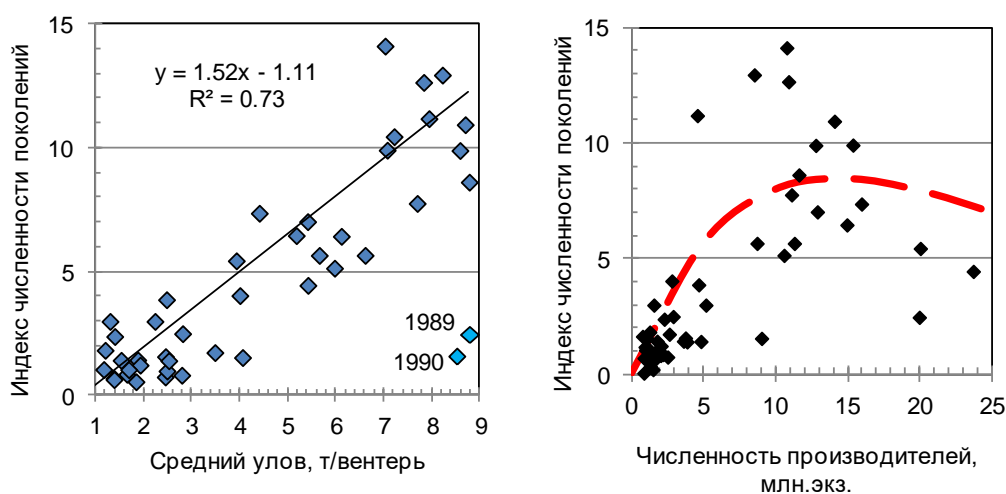 Индекс численности поколений
15
10
5
0
y = 1.52x - 1.11
R² = 0.73
1989
1990
1 2 3 4 5 6 7 8 9
Средний улов, т/вентерь
Индекс численности поколений
15
10
5
0
0 5 10 15 20 25
Численность производителей,
млн.экз.